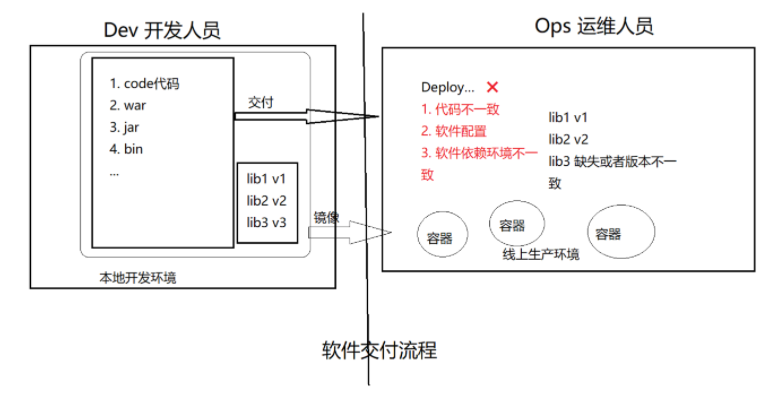 Dev 开发人员
Ops 运维人员
1. code代码
2. war
3. jar
4. bin
...
交付
lib1 v1
lib2 v2
lib3 v3
镜像
本地开发环境
Deploy...
1. 代码不一致
2. 软件配置
3. 软件依赖环境不一
致
lib1 v1
lib2 v2
lib3 缺失或者版本不一
致
容器
容器
容器
线上生产环境
软件交付流程